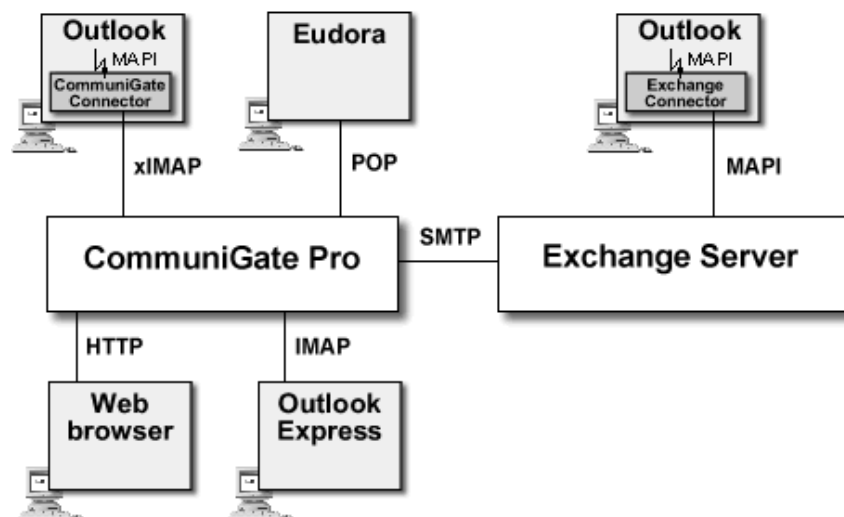 Outlook
MAPI
CommuniGate
Connector
Eudora
Outlook
MAPI
Exchange
Connector
xIMAP
POP
MAPI
CommuniGate Pro
SMTP
Exchange Server
HTTP
IMAP
Web
browser
Outlook
Express